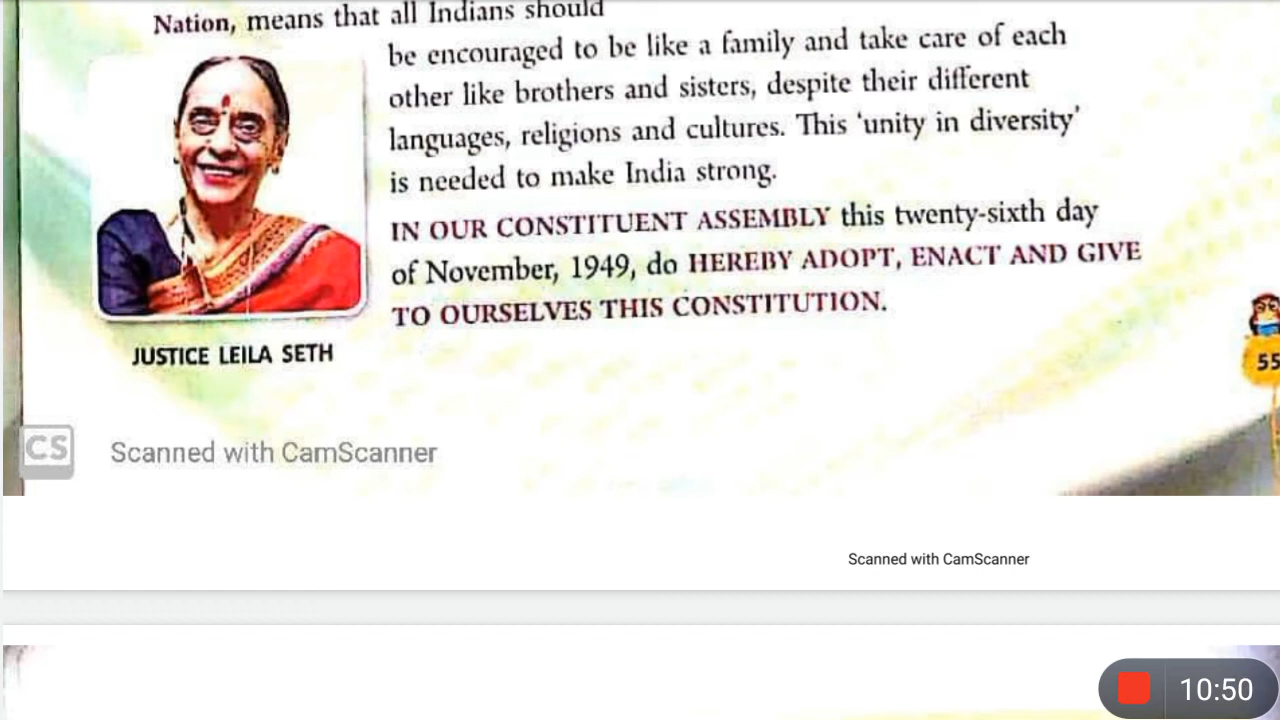 Nation, means that all Indians should
be encouraged to be like a family and take care of each
other like brothers and sisters, despite their different
languages, religions and cultures. This ‘unity in diversity’
is needed to make India strong.
IN OUR CONSTITUENT ASSEMBLY this twenty-sixth day
of November, 1949, do HEREBY ADOPT, ENACT AND GIVE
TO OURSELVES THIS CONSTITUTION.
JUSTICE LEILA SETH
55
CS Scanned with CamScanner
Scanned with CamScanner
10:50